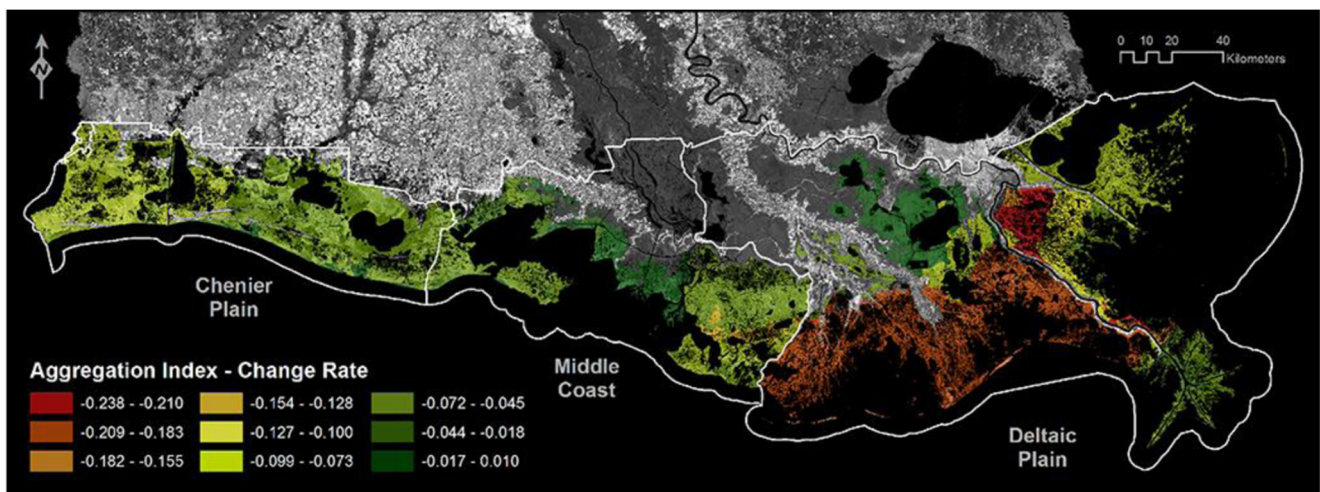 N
0 10 20 40
Kilometers
Chenier
Plain
Middle
Coast
Deltaic
Plain
Aggregation Index - Change Rate
-0.238 - -0.210
-0.209 - -0.183
-0.182 - -0.155
-0.154 - -0.128
-0.127 - -0.100
-0.099 - -0.073
-0.072 - -0.045
-0.044 - -0.018
-0.017 - 0.010